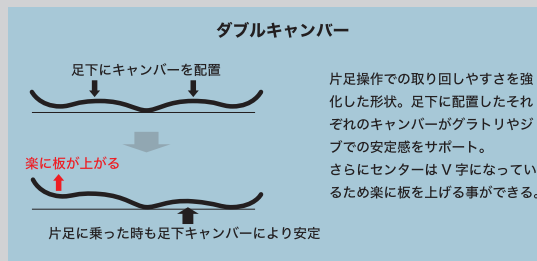 ダブルキャンバー
足下にキャンバーを配置
楽に板が上がる
片足に乗った時も足下キャンバーにより安定
片足操作での取り回しやすさを強
化した形状。足下に配置したそれ
ぞれのキャンバーがグラトリやジ
ブでの安定感をサポート。
さらにセンターは V 字になってい
るため楽に板を上げる事ができる。